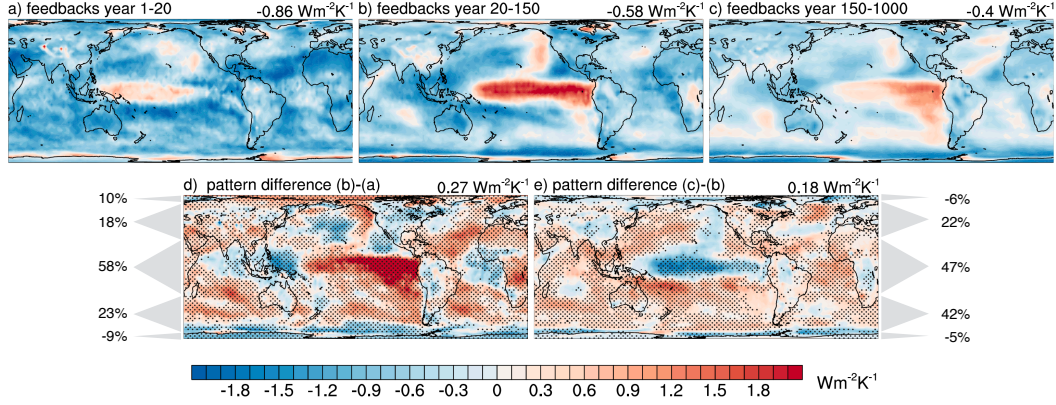 a) feedbacks year 1-20 -0.86 Wm⁻²K⁻¹
b) feedbacks year 20-150 -0.58 Wm⁻²K⁻¹
c) feedbacks year 150-1000 -0.4 Wm⁻²K⁻¹
d) pattern difference (b)-(a) 0.27 Wm⁻²K⁻¹
e) pattern difference (c)-(b) 0.18 Wm⁻²K⁻¹
10%
18%
58%
23%
-9%
-6%
22%
47%
42%
-5%
-1.8 -1.5 -1.2 -0.9 -0.6 -0.3 0 0.3 0.6 0.9 1.2 1.5 1.8 Wm⁻²K⁻¹